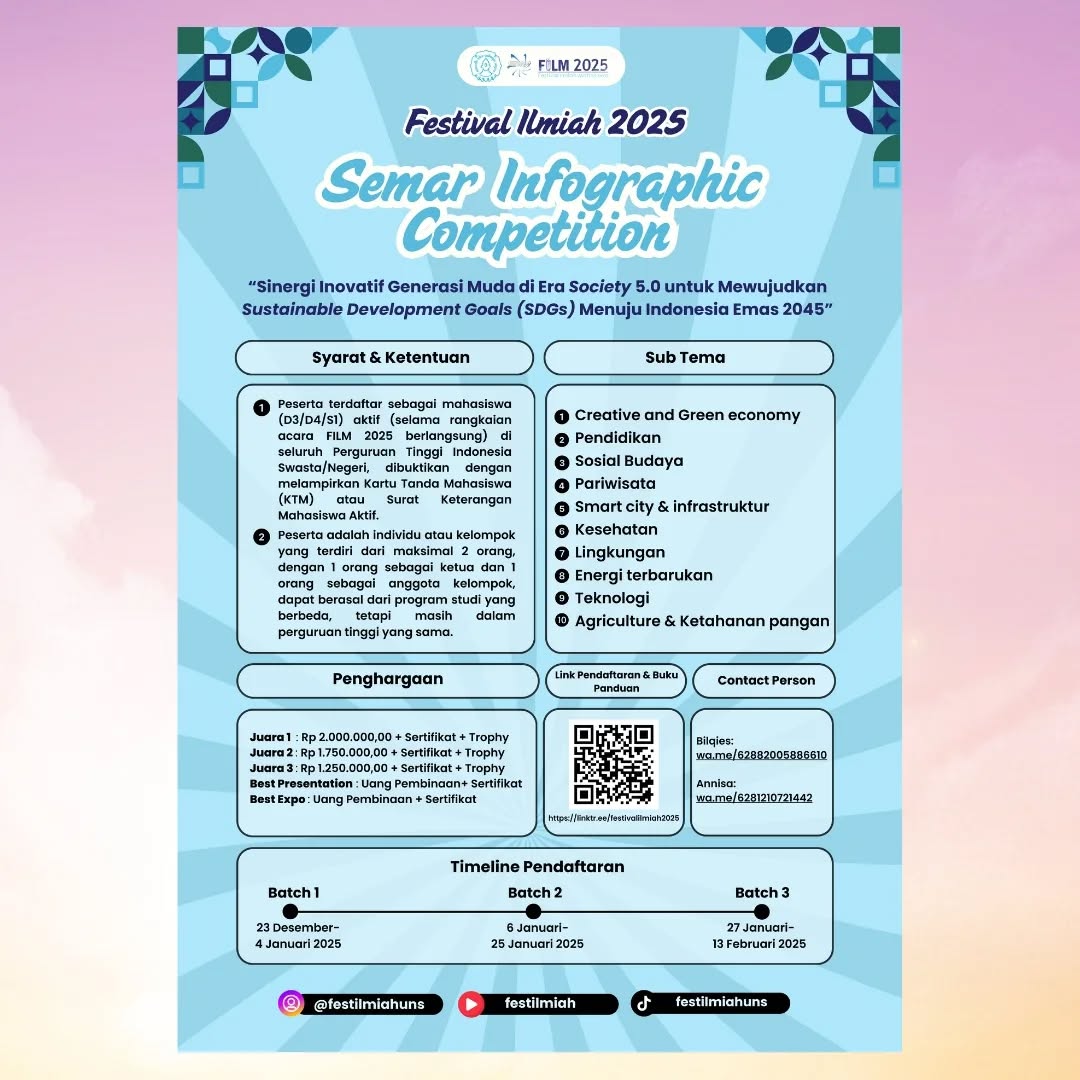 FILM 2025
Festival Ilmiah 2025
Semar Infographic
Competition
“Sinergi Inovatif Generasi Muda di Era Society 5.0 untuk Mewujudkan
Sustainable Development Goals (SDGs) Menuju Indonesia Emas 2045”
Syarat & Ketentuan
1 Peserta terdaftar sebagai mahasiswa
(D3/D4/S1) aktif (selama rangkaian
acara FILM 2025 berlangsung) di
seluruh Perguruan Tinggi Indonesia
Swasta/Negeri, dibuktikan dengan
melampirkan Kartu Tanda Mahasiswa
(KTM) atau Surat Keterangan
Mahasiswa Aktif.
2 Peserta adalah individu atau kelompok
yang terdiri dari maksimal 2 orang,
dengan 1 orang sebagai ketua dan 1
orang sebagai anggota kelompok,
dapat berasal dari program studi yang
berbeda, tetapi masih dalam
perguruan tinggi yang sama.
Sub Tema
1 Creative and Green economy
2 Pendidikan
3 Sosial Budaya
4 Pariwisata
5 Smart city & infrastruktur
6 Kesehatan
7 Lingkungan
8 Energi terbarukan
9 Teknologi
10 Agriculture & Ketahanan pangan
Penghargaan
Juara 1 : Rp 2.000.000,00 + Sertifikat + Trophy
Juara 2 : Rp 1.750.000,00 + Sertifikat + Trophy
Juara 3 : Rp 1.250.000,00 + Sertifikat + Trophy
Best Presentation : Uang Pembinaan+ Sertifikat
Best Expo : Uang Pembinaan + Sertifikat
Link Pendaftaran & Buku
Panduan
https://linktr.ee/festivalilmiah2025
Contact Person
Bilqies:
wa.me/62882005886610
Annisa:
wa.me/6281210721442
Timeline Pendaftaran
Batch 1
23 Desember-
4 Januari 2025
Batch 2
6 Januari-
25 Januari 2025
Batch 3
27 Januari-
13 Februari 2025
@festilmiahuns
festilmiah
festilmiahuns